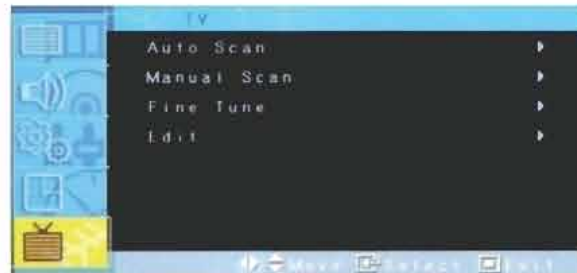 TV
Auto Scan
Manual Scan
Fine Tune
Edit
Move Select Exit